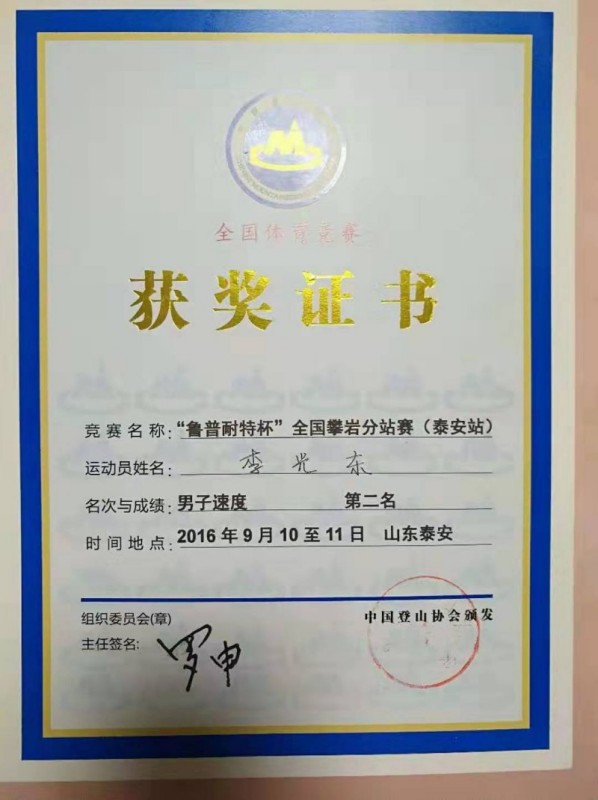 全国体育竞赛
获奖证书
竞赛名称：“鲁普耐特杯”全国攀岩分站赛（泰安站）
运动员姓名：李光东
名次与成绩：男子速度 第二名
时间地点：2016年9月10至11日 山东泰安
组织委员会(章) 中国登山协会颁发
主任签名：罗申